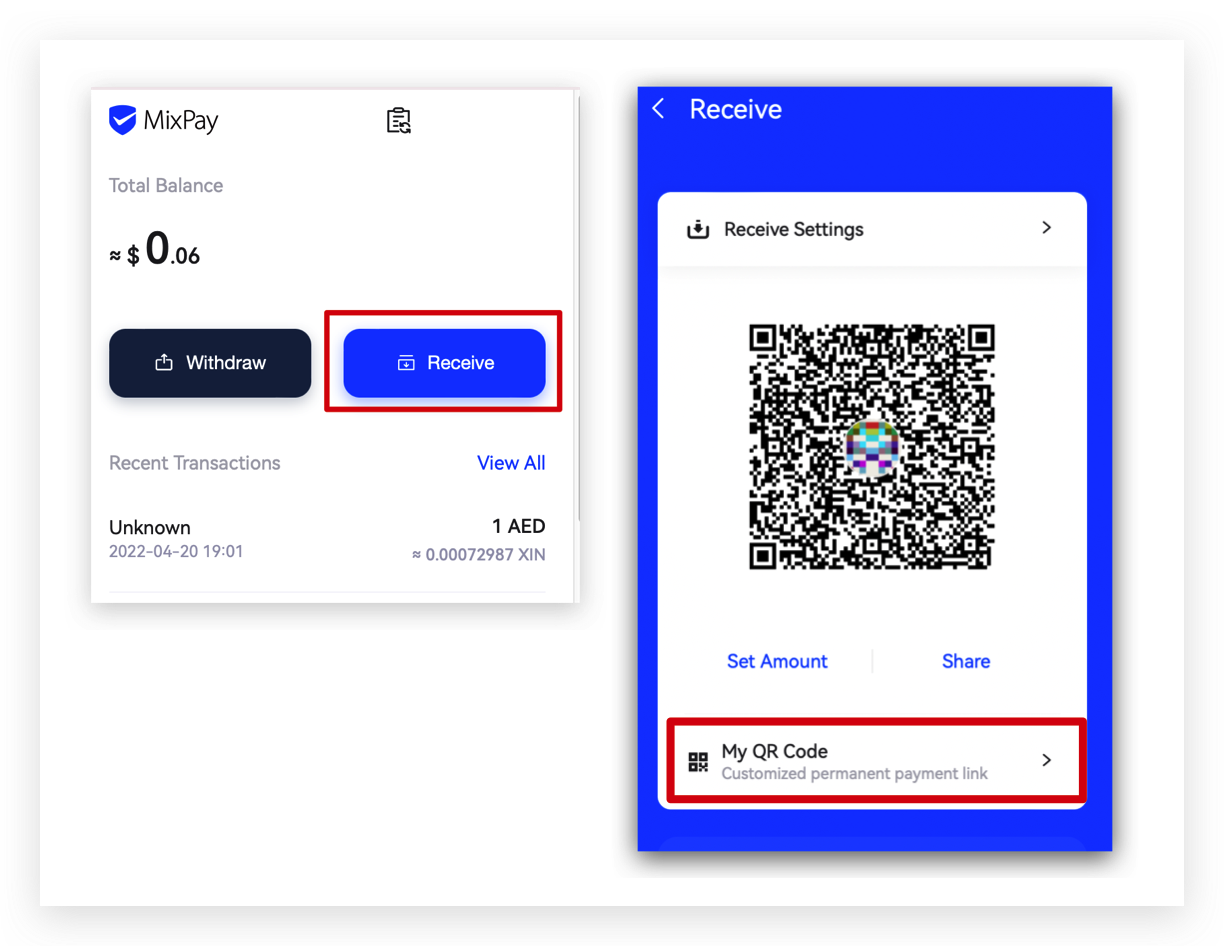 MixPay
Total Balance
≈ $ 0.06
Withdraw
Receive
Recent Transactions
View All
Unknown
1 AED
2022-04-20 19:01
≈ 0.00072987 XIN
Receive
Receive Settings
Set Amount
Share
My QR Code
Customized permanent payment link